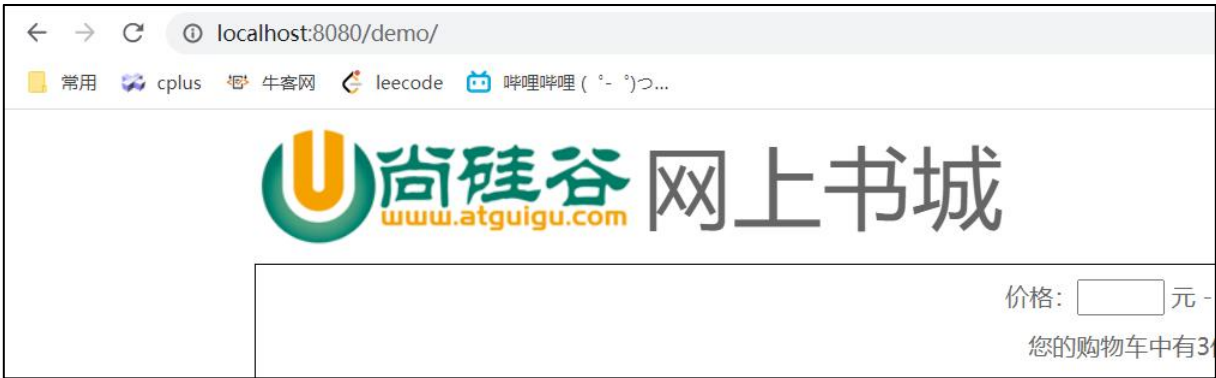 localhost:8080/demo/
常用 cplus 牛客网 leecode 哔哩哔哩 ( ゜- ゜)つ...
尚硅谷 网上书城
www.atguigu.com
价格: 元 -
您的购物车中有3